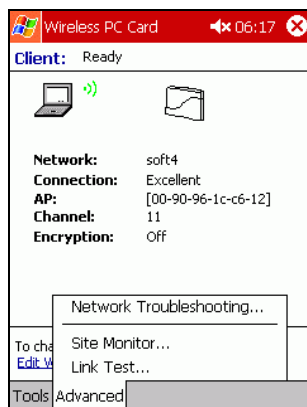 Wireless PC Card 06:17
Client: Ready
Network: soft4
Connection: Excellent
AP: [00-90-96-1c-c6-12]
Channel: 11
Encryption: Off
Network Troubleshooting...
To cha
Site Monitor...
Edit W
Link Test...
Tools Advanced